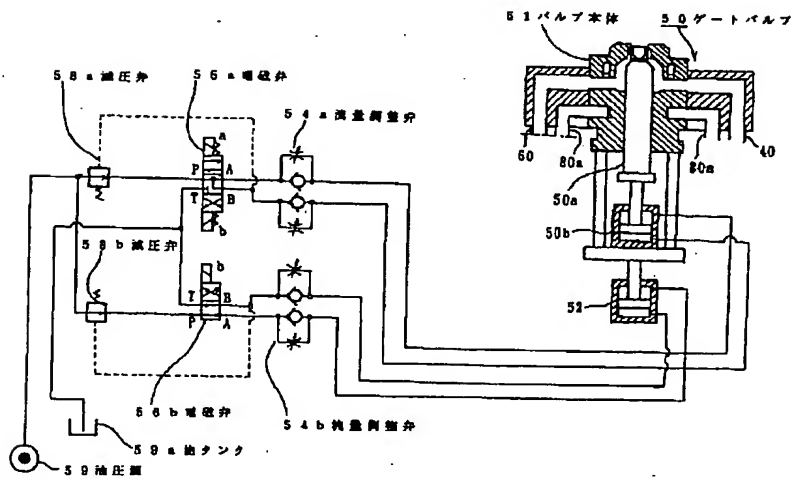 51バルブ本体
50ゲートバルブ
58a減圧弁
56a電磁弁
54a流量調整弁
a
P A
T B
b
60
80a
80a
40
50a
50b
58b減圧弁
b
T B
P A
52
56b電磁弁
54b流量調整弁
59a油タンク
59油圧源